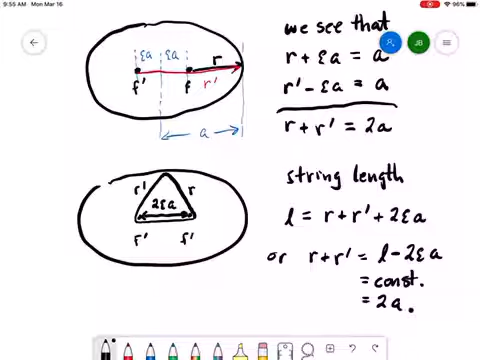 9:55 AM Mon Mar 16
96%
we see that
r + εa = a
r' - εa = a
r + r' = 2a
JB
εa εa r
f' f r'
a
string length
l = r + r' + 2εa
or r + r' = l - 2εa
= const.
= 2a.
r' r
2εa
F' f'